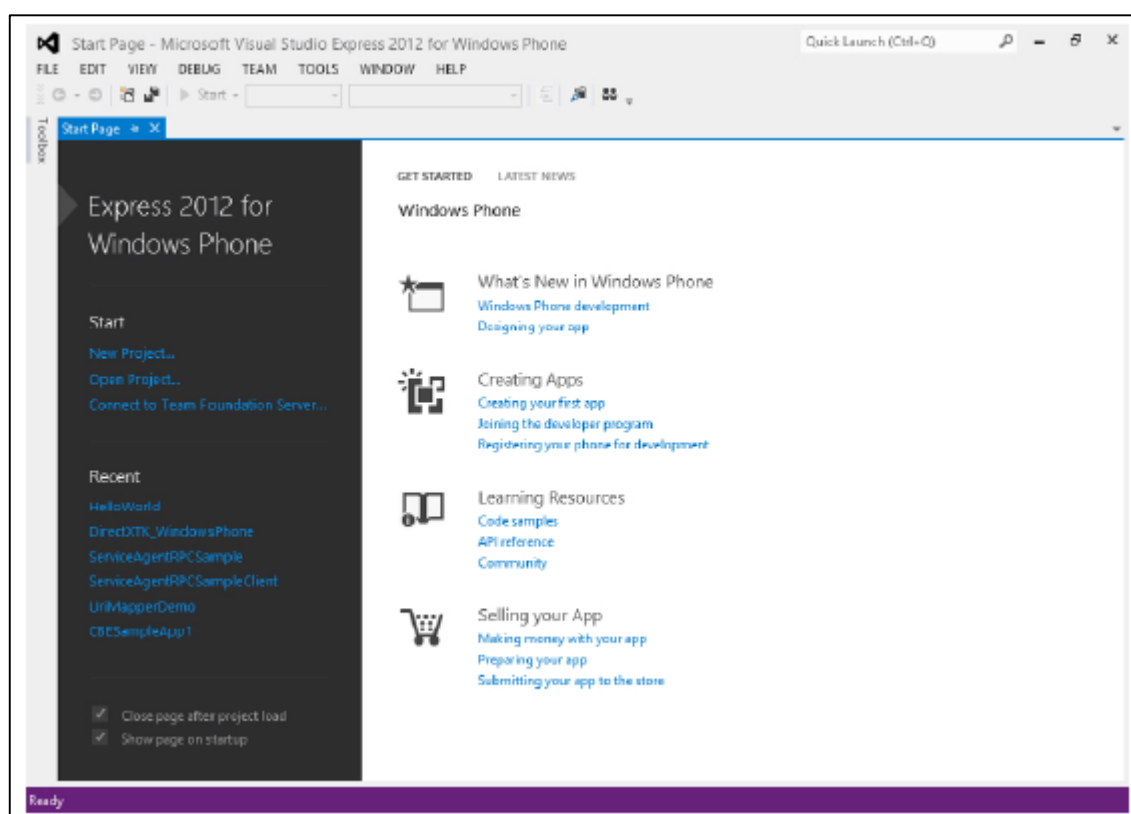 Start Page - Microsoft Visual Studio Express 2012 for Windows Phone
Quick Launch (Ctrl+Q)
FILE EDIT VIEW DEBUG TEAM TOOLS WINDOW HELP
Start
Toolbox
Start Page
Express 2012 for
Windows Phone
Start
New Project...
Open Project...
Connect to Team Foundation Server...
Recent
HelloWorld
DirectXTK_WindowsPhone
ServiceAgentRPCSample
ServiceAgentRPCSampleClient
UriMapperDemo
CBESampleApp1
Close page after project load
Show page on startup
GET STARTED LATEST NEWS
Windows Phone
What's New in Windows Phone
Windows Phone development
Designing your app
Creating Apps
Creating your first app
Joining the developer program
Registering your phone for development
Learning Resources
Code samples
API reference
Community
Selling your App
Making money with your app
Preparing your app
Submitting your app to the store
Ready